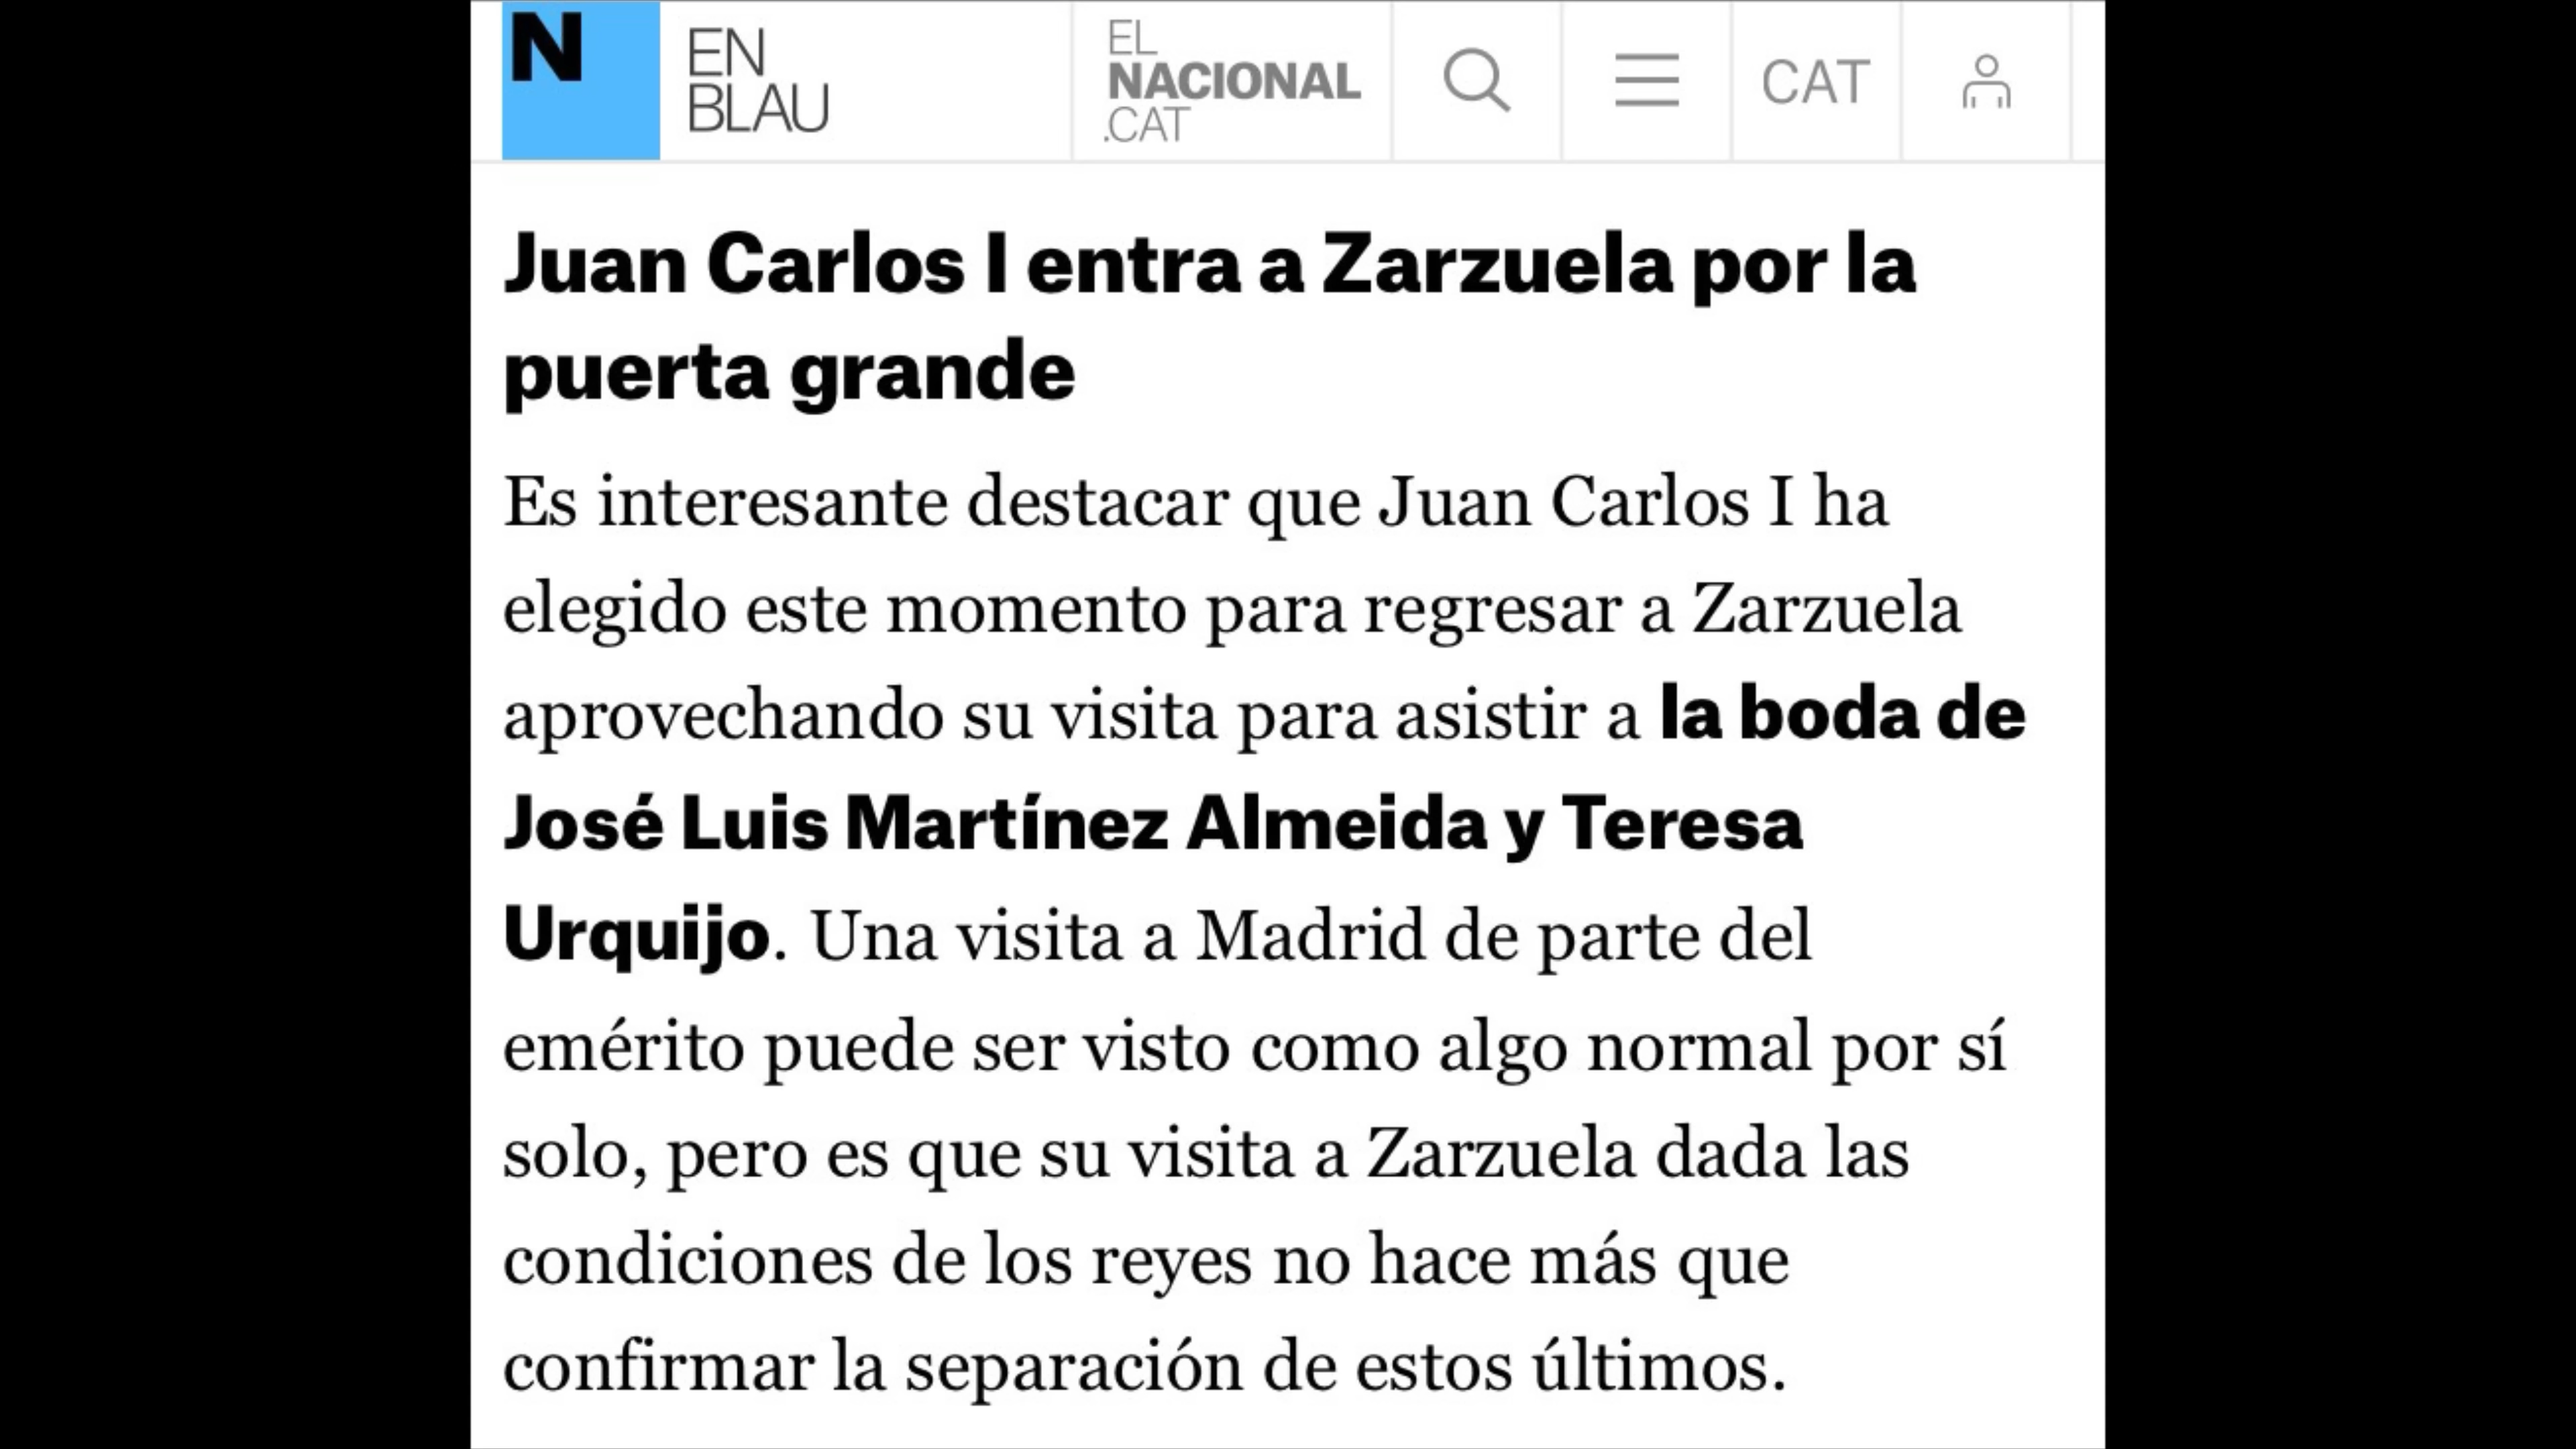 N
EN
BLAU
EL
NACIONAL
.CAT
CAT
Juan Carlos I entra a Zarzuela por la
puerta grande
Es interesante destacar que Juan Carlos I ha
elegido este momento para regresar a Zarzuela
aprovechando su visita para asistir a la boda de
José Luis Martínez Almeida y Teresa
Urquijo. Una visita a Madrid de parte del
emérito puede ser visto como algo normal por sí
solo, pero es que su visita a Zarzuela dada las
condiciones de los reyes no hace más que
confirmar la separación de estos últimos.